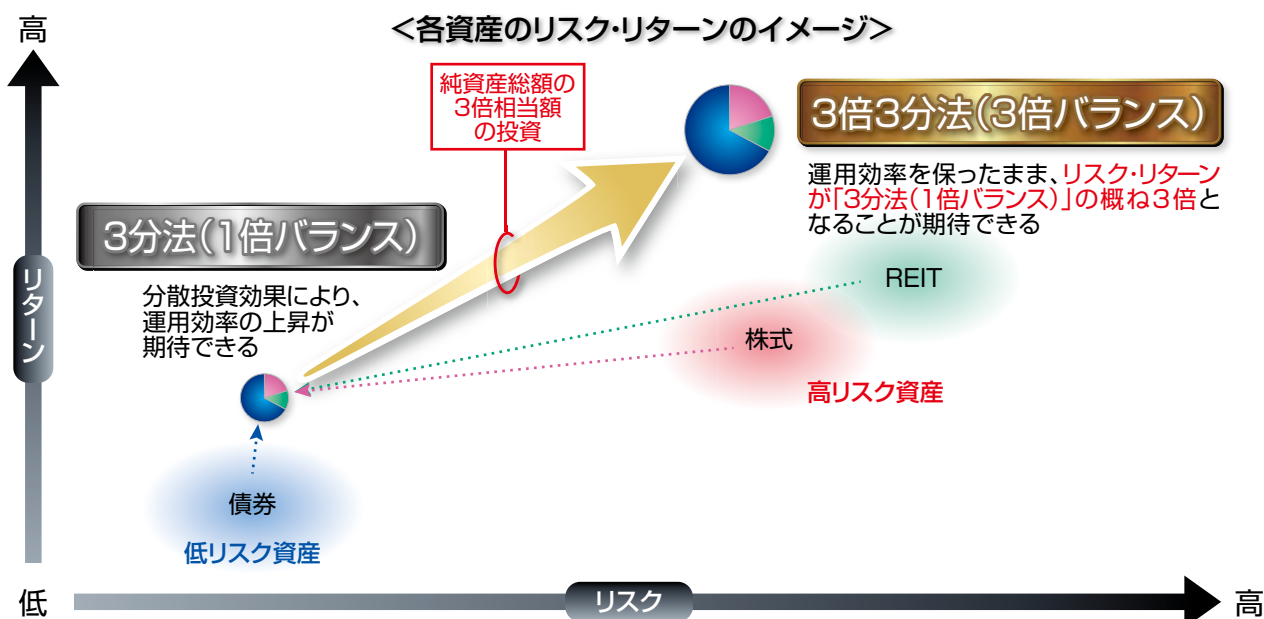 <各資産のリスク・リターンのイメージ>
高
純資産総額の
3倍相当額
の投資
3倍3分法(3倍バランス)
運用効率を保ったまま、リスク・リターン
が「3分法(1倍バランス)」の概ね3倍と
なることが期待できる
3分法(1倍バランス)
分散投資効果により、
運用効率の上昇が
期待できる
リターン
REIT
株式
高リスク資産
債券
低リスク資産
低
リスク
高